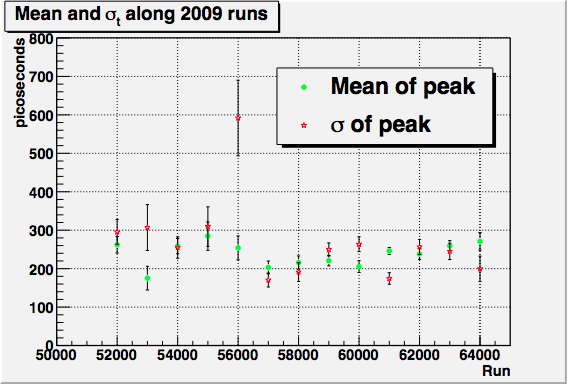 Mean and σt along 2009 runs
picoseconds
800
700
600
500
400
300
200
100
0
Mean of peak
σ of peak
50000 52000 54000 56000 58000 60000 62000 64000
Run